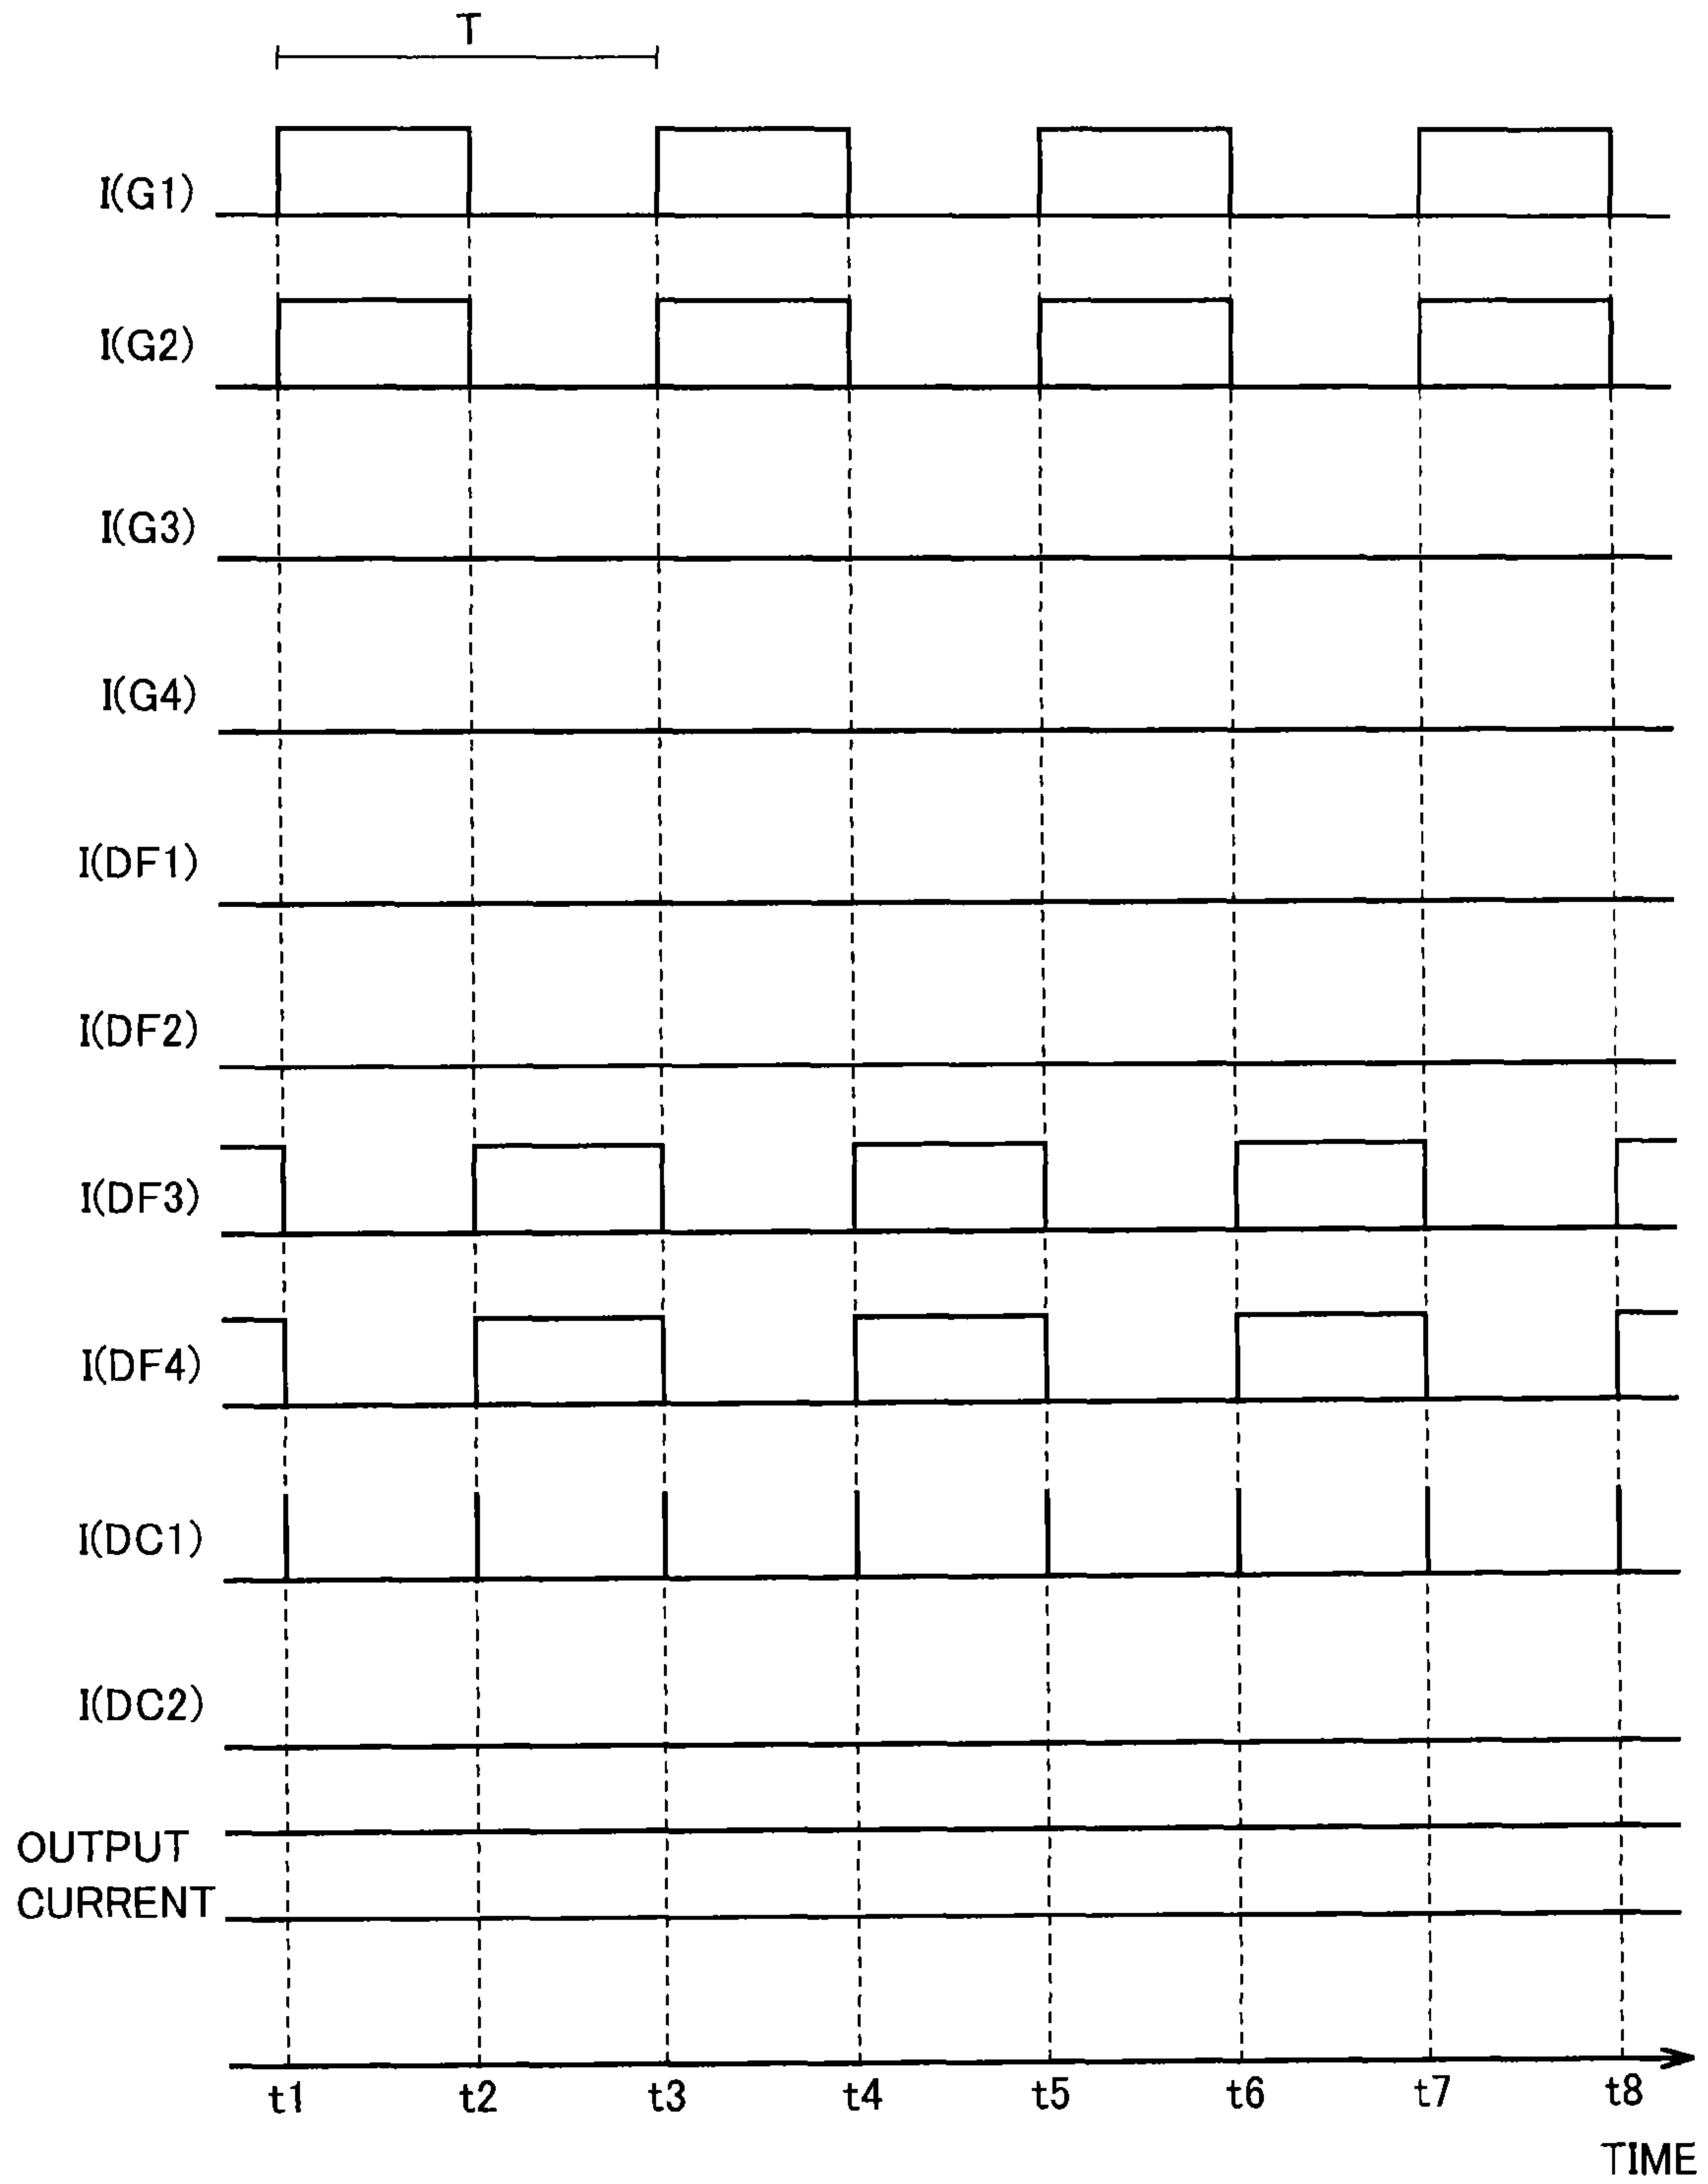 T
I(G1)
I(G2)
I(G3)
I(G4)
I(DF1)
I(DF2)
I(DF3)
I(DF4)
I(DC1)
I(DC2)
OUTPUT
CURRENT
t1 t2 t3 t4 t5 t6 t7 t8
TIME